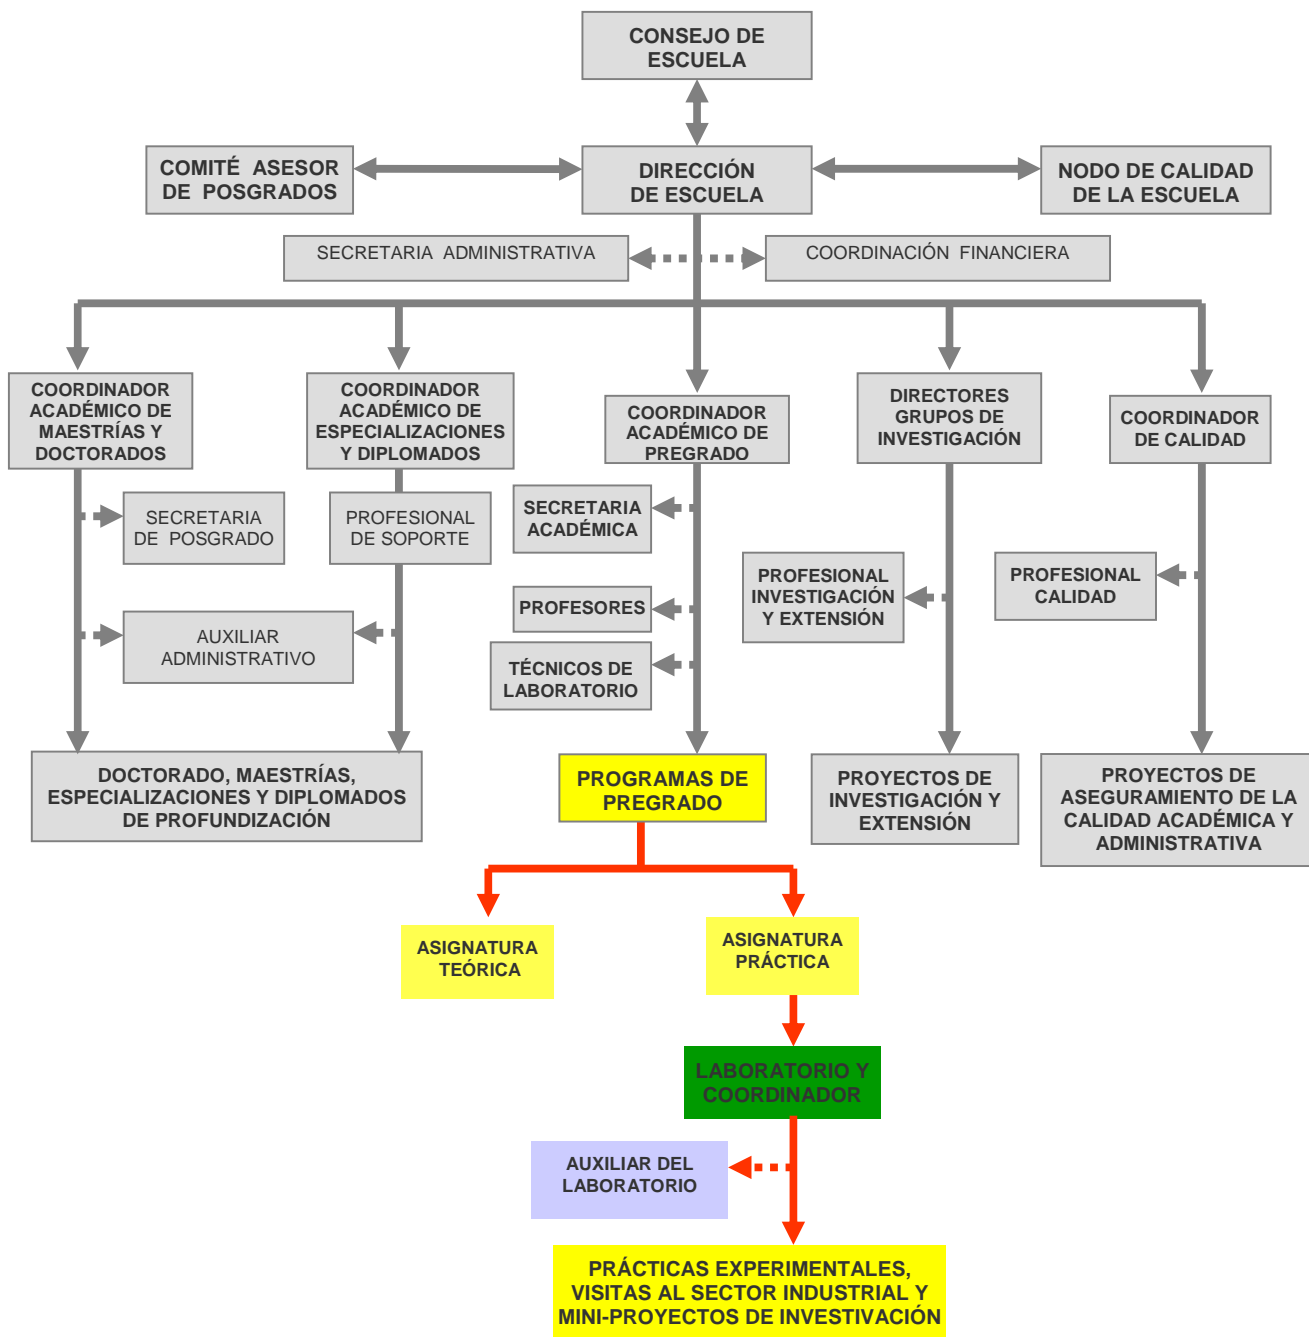 CONSEJO DE
ESCUELA
COMITÉ ASESOR
DE POSGRADOS
DIRECCIÓN
DE ESCUELA
NODO DE CALIDAD
DE LA ESCUELA
SECRETARIA ADMINISTRATIVA
COORDINACIÓN FINANCIERA
COORDINADOR
ACADÉMICO DE
MAESTRÍAS Y
DOCTORADOS
COORDINADOR
ACADÉMICO DE
ESPECIALIZACIONES
Y DIPLOMADOS
COORDINADOR
ACADÉMICO DE
PREGRADO
DIRECTORES
GRUPOS DE
INVESTIGACIÓN
COORDINADOR
DE CALIDAD
SECRETARIA
DE POSGRADO
PROFESIONAL
DE SOPORTE
SECRETARIA
ACADÉMICA
PROFESIONAL
INVESTIGACIÓN
Y EXTENSIÓN
PROFESIONAL
CALIDAD
PROFESORES
AUXILIAR
ADMINISTRATIVO
TÉCNICOS DE
LABORATORIO
DOCTORADO, MAESTRÍAS,
ESPECIALIZACIONES Y DIPLOMADOS
DE PROFUNDIZACIÓN
PROGRAMAS DE
PREGRADO
PROYECTOS DE
INVESTIGACIÓN Y
EXTENSIÓN
PROYECTOS DE
ASEGURAMIENTO DE LA
CALIDAD ACADÉMICA Y
ADMINISTRATIVA
ASIGNATURA
TEÓRICA
ASIGNATURA
PRÁCTICA
LABORATORIO Y
COORDINADOR
AUXILIAR DEL
LABORATORIO
PRÁCTICAS EXPERIMENTALES,
VISITAS AL SECTOR INDUSTRIAL Y
MINI-PROYECTOS DE INVESTIVACIÓN